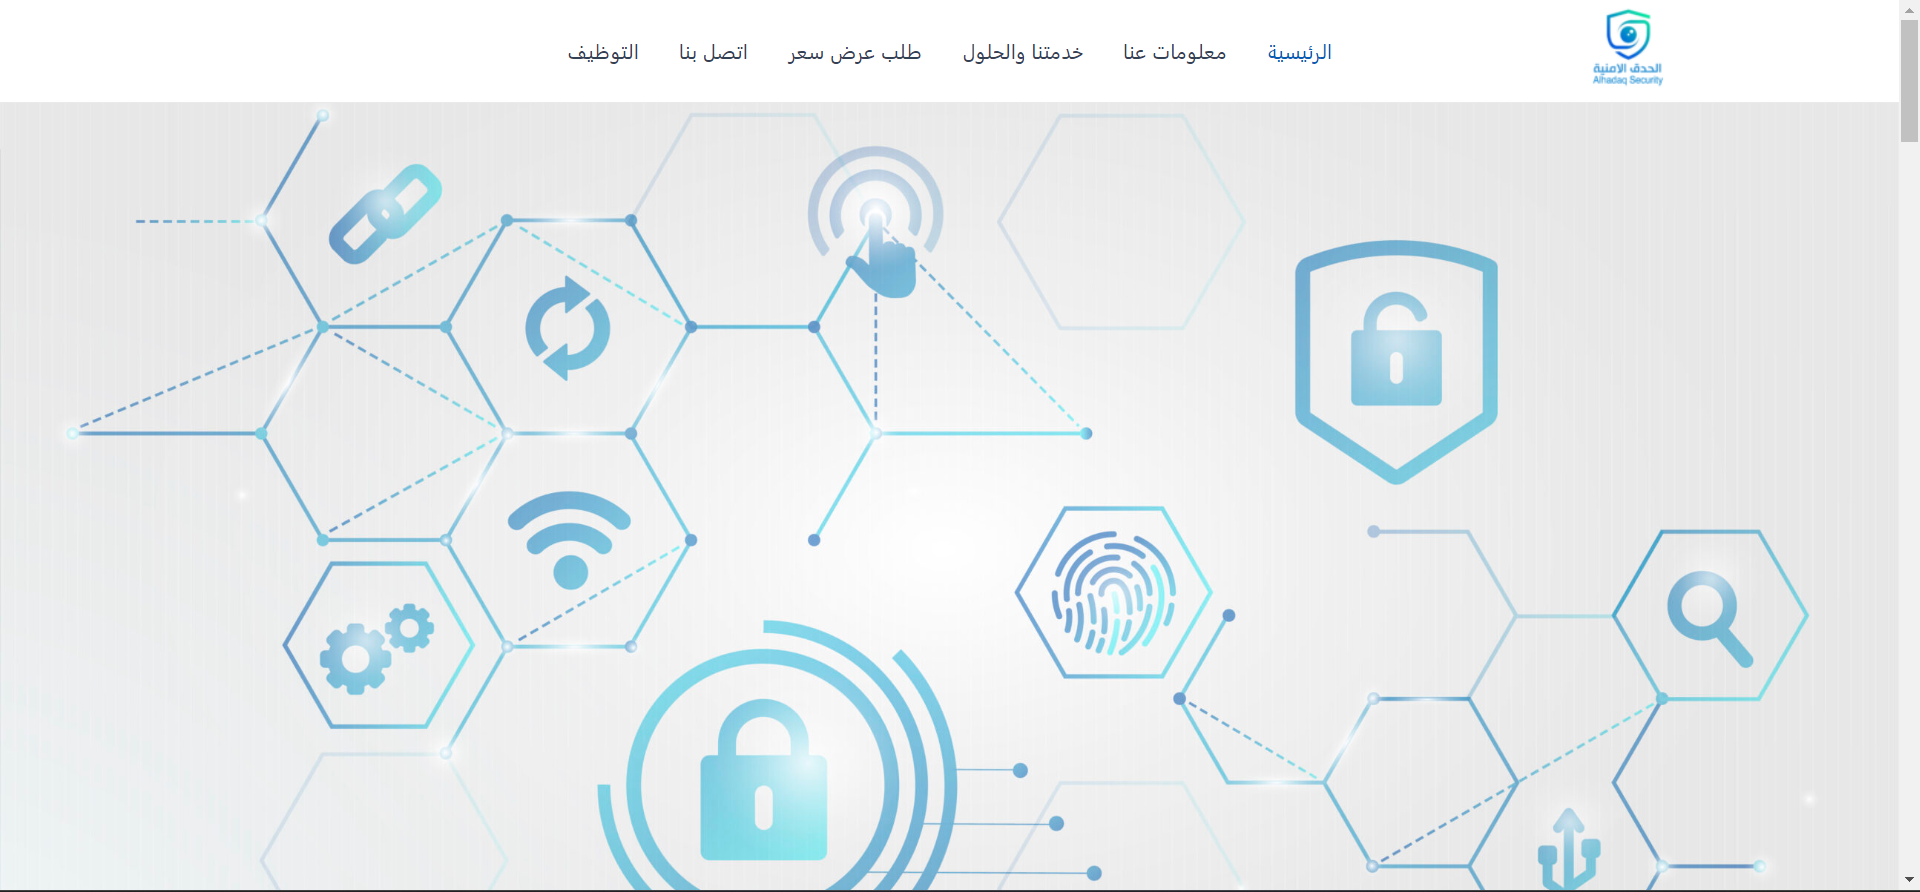 الحدق الامنية
Alhadaq Security
الرئيسية
معلومات عنا
خدمتنا والحلول
طلب عرض سعر
اتصل بنا
التوظيف